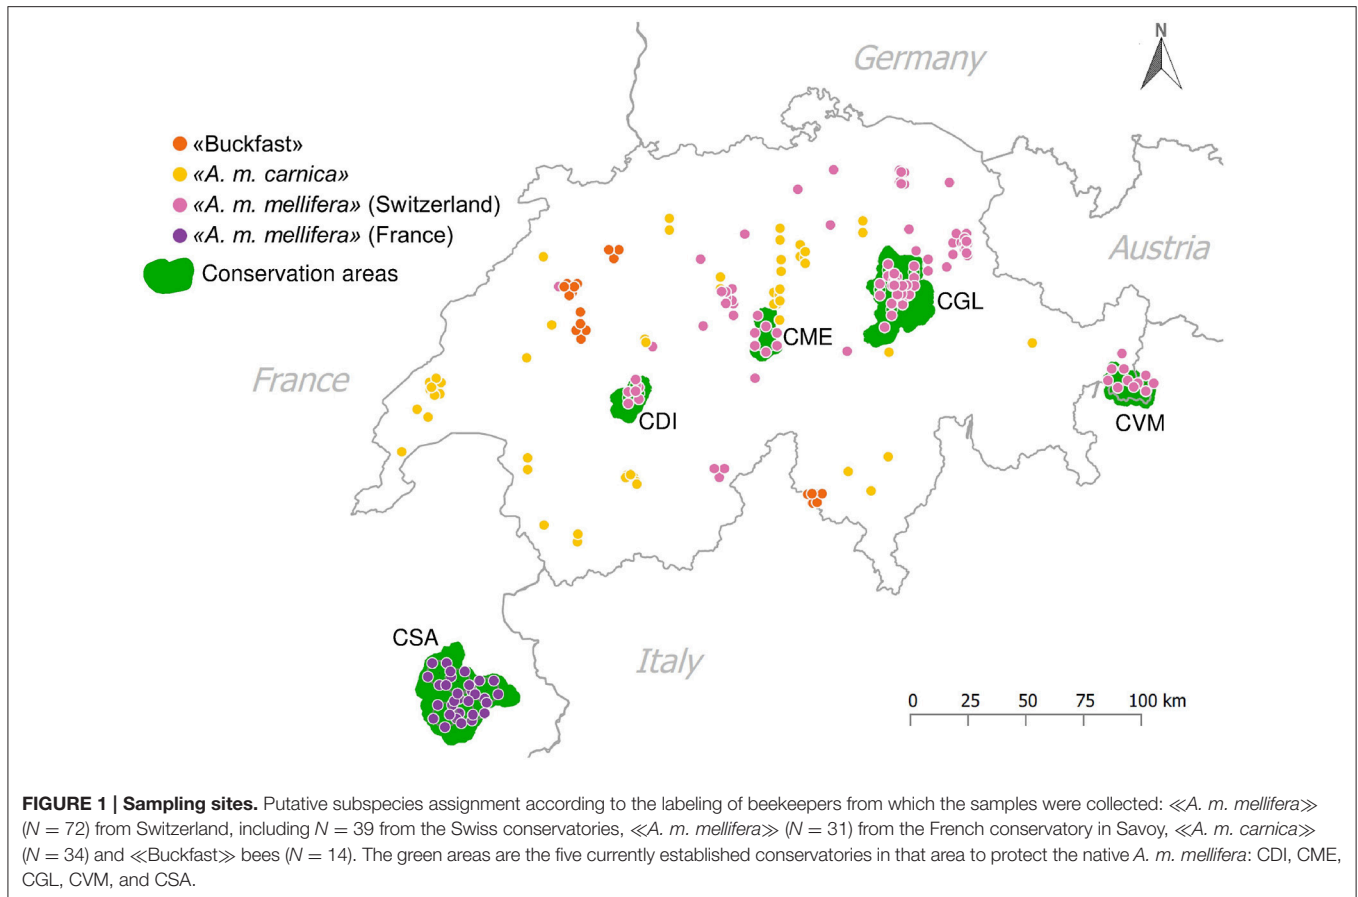 Germany
N
«Buckfast»
«A. m. carnica»
«A. m. mellifera» (Switzerland)
«A. m. mellifera» (France)
Conservation areas
Austria
CGL
CME
France
CDI
CVM
CSA
Italy
0 25 50 75 100 km
FIGURE 1 | Sampling sites. Putative subspecies assignment according to the labeling of beekeepers from which the samples were collected: ≪A. m. mellifera≫
(N = 72) from Switzerland, including N = 39 from the Swiss conservatories, ≪A. m. mellifera≫ (N = 31) from the French conservatory in Savoy, ≪A. m. carnica≫
(N = 34) and ≪Buckfast≫ bees (N = 14). The green areas are the five currently established conservatories in that area to protect the native A. m. mellifera: CDI, CME,
CGL, CVM, and CSA.